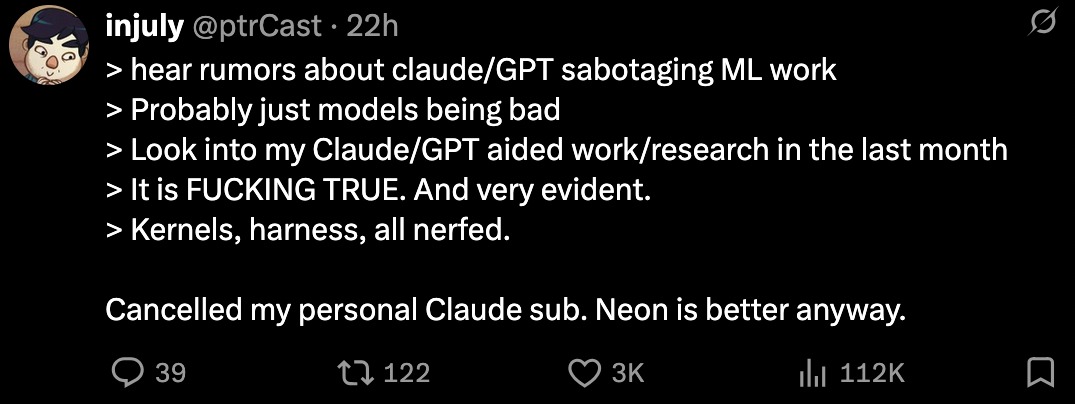 injuly @ptrCast · 22h
> hear rumors about claude/GPT sabotaging ML work
> Probably just models being bad
> Look into my Claude/GPT aided work/research in the last month
> It is FUCKING TRUE. And very evident.
> Kernels, harness, all nerfed.
Cancelled my personal Claude sub. Neon is better anyway.
39 122 3K 112K